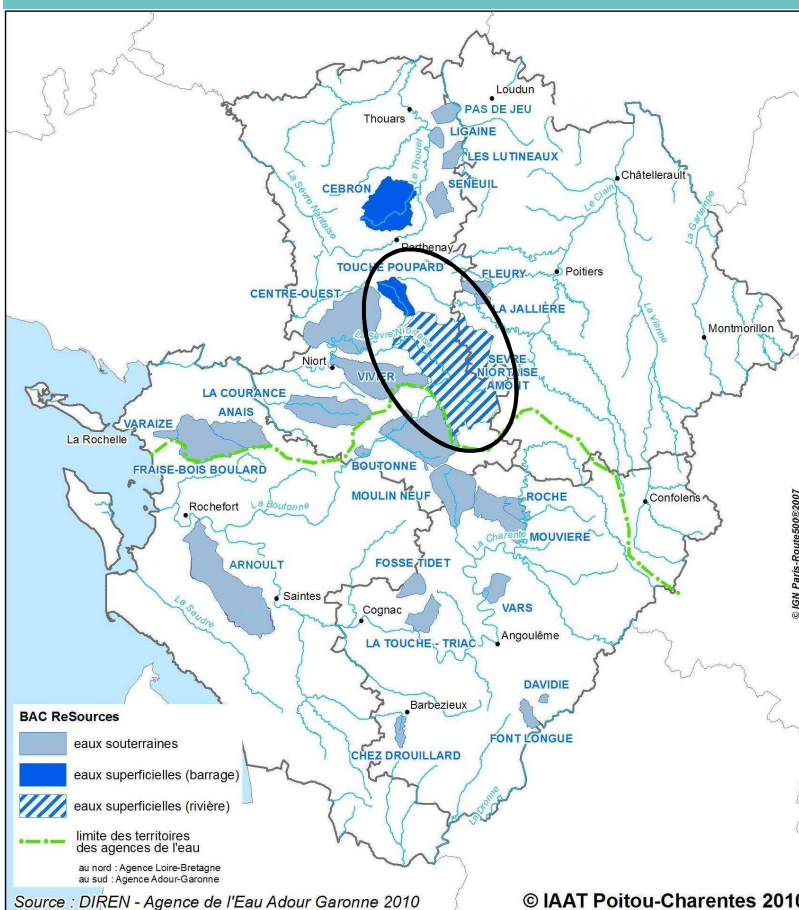 Loudun
PAS DE JEU
Thouars
LIGAINE
Le Thouet
LES LUTINEAUX
La Sèvre Nantaise
CEBRON
SENEUIL
Châtellerault
Le Clain
La Gartempe
Parthenay
TOUCHE POUPARD
FLEURY
Poitiers
CENTRE-OUEST
LA JALLIÈRE
La Vienne
La Sèvre Niortaise
Montmorillon
Niort
VIVIER
SEVRE
NIORTAISE
AMONT
LA COURANCE
ANAIS
VARAIZE
La Rochelle
FRAISE-BOIS BOULARD
BOUTONNE
MOULIN NEUF
ROCHE
Confolens
Rochefort
La Boutonne
La Charente
MOUVIERE
ARNOULT
FOSSE TIDET
Saintes
VARS
Cognac
La Seudre
LA TOUCHE - TRIAC
Angoulême
DAVIDIE
Barbezieux
FONT LONGUE
CHEZ DROUILLARD
La Dronne
BAC ReSources
eaux souterraines
eaux superficielles (barrage)
eaux superficielles (rivière)
limite des territoires
des agences de l'eau
au nord : Agence Loire-Bretagne
au sud : Agence Adour-Garonne
© IGN Paris-Route500®2007
Source : DIREN - Agence de l'Eau Adour Garonne 2010
© IAAT Poitou-Charentes 2010